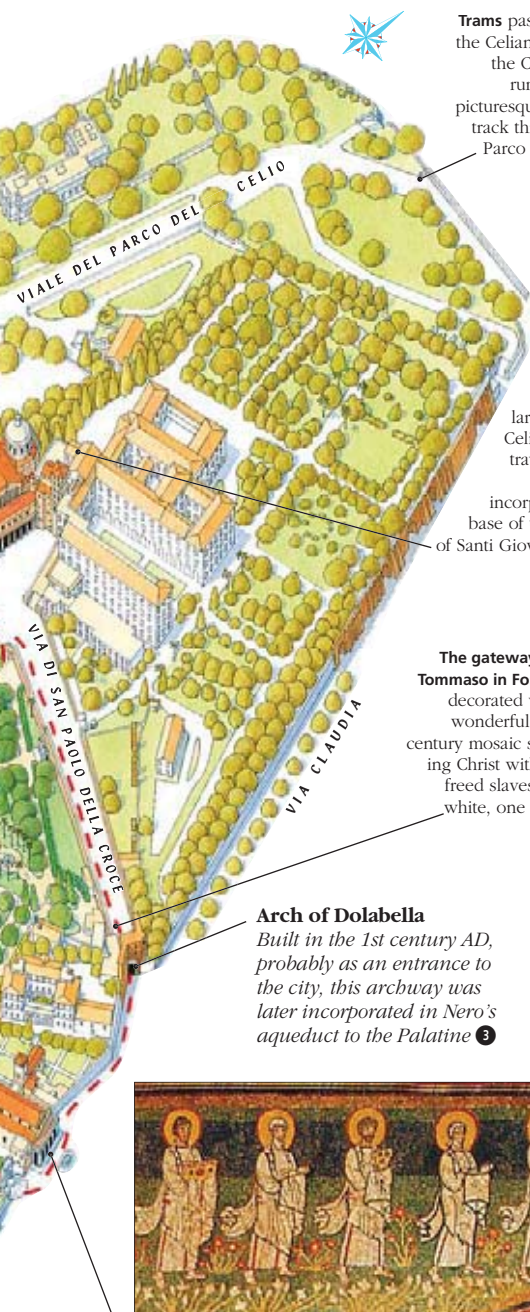 Trams pas
the Celian
the C
run
picturesqu
track th
Parco
VIALE DEL PARCO DEL CELIO
lar
Celi
tra
incorp
base of
of Santi Giov
VIA DI SAN PAOLO DELLA CROCE
The gateway
Tommaso in Fo
decorated
wonderful
century mosaic s
ing Christ wit
freed slaves
white, one
VIA CLAUDIA
Arch of Dolabella
Built in the 1st century AD,
probably as an entrance to
the city, this archway was
later incorporated in Nero's
aqueduct to the Palatine 3